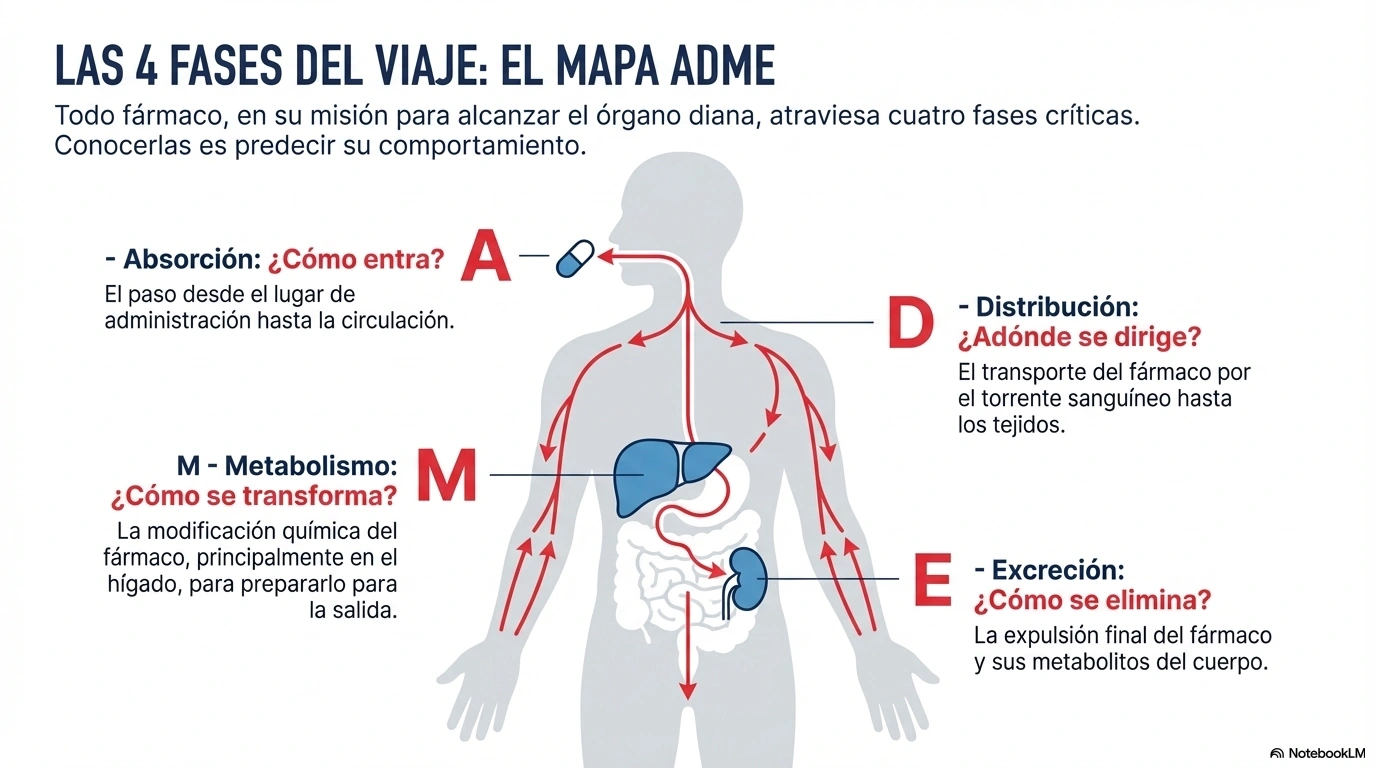 LAS 4 FASES DEL VIAJE: EL MAPA ADME
Todo fármaco, en su misión para alcanzar el órgano diana, atraviesa cuatro fases críticas.
Conocerlas es predecir su comportamiento.
- Absorción: ¿Cómo entra?
A
El paso desde el lugar de
administración hasta la circulación.
D
- Distribución:
¿Adónde se dirige?
El transporte del fármaco por
el torrente sanguíneo hasta
los tejidos.
M - Metabolismo:
¿Cómo se transforma?
M
La modificación química del
fármaco, principalmente en el
hígado, para prepararlo para
la salida.
E
- Excreción:
¿Cómo se elimina?
La expulsión final del fármaco
y sus metabolitos del cuerpo.
NotebookLM